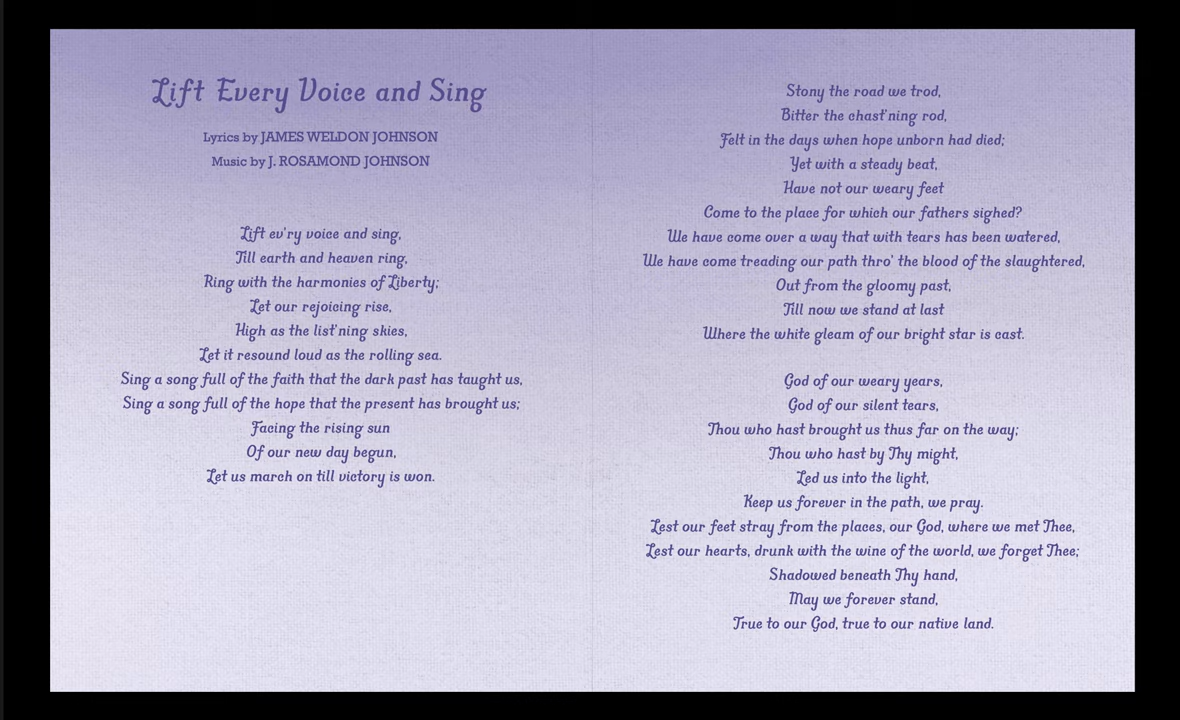 Lift Every Voice and Sing
Lyrics by JAMES WELDON JOHNSON
Music by J. ROSAMOND JOHNSON
Lift ev'ry voice and sing,
Till earth and heaven ring,
Ring with the harmonies of Liberty;
Let our rejoicing rise,
High as the list'ning skies,
Let it resound loud as the rolling sea.
Sing a song full of the faith that the dark past has taught us,
Sing a song full of the hope that the present has brought us;
Facing the rising sun
Of our new day begun,
Let us march on till victory is won.
Stony the road we trod,
Bitter the chast'ning rod,
Felt in the days when hope unborn had died;
Yet with a steady beat,
Have not our weary feet
Come to the place for which our fathers sighed?
We have come over a way that with tears has been watered,
We have come treading our path thro' the blood of the slaughtered,
Out from the gloomy past,
Till now we stand at last
Where the white gleam of our bright star is cast.
God of our weary years,
God of our silent tears,
Thou who hast brought us thus far on the way;
Thou who hast by Thy might,
Led us into the light,
Keep us forever in the path, we pray.
Lest our feet stray from the places, our God, where we met Thee,
Lest our hearts, drunk with the wine of the world, we forget Thee;
Shadowed beneath Thy hand,
May we forever stand,
True to our God, true to our native land.